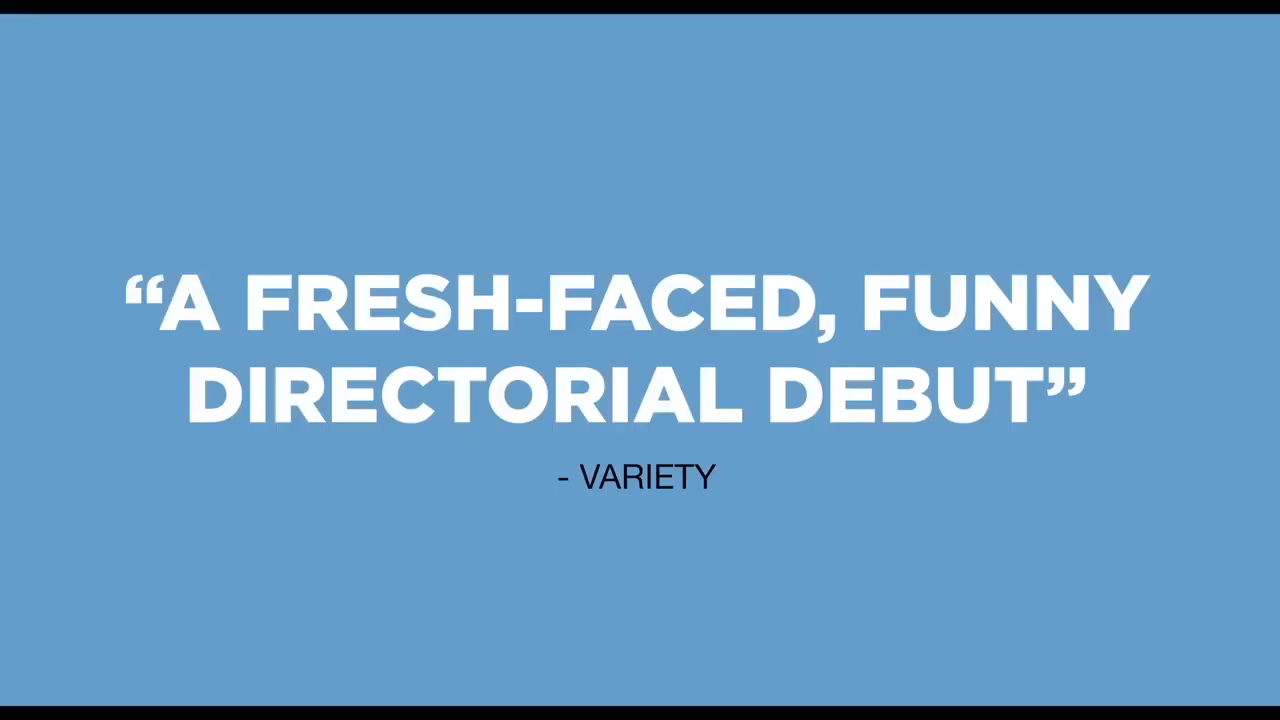 “A FRESH-FACED, FUNNY
DIRECTORIAL DEBUT”
- VARIETY